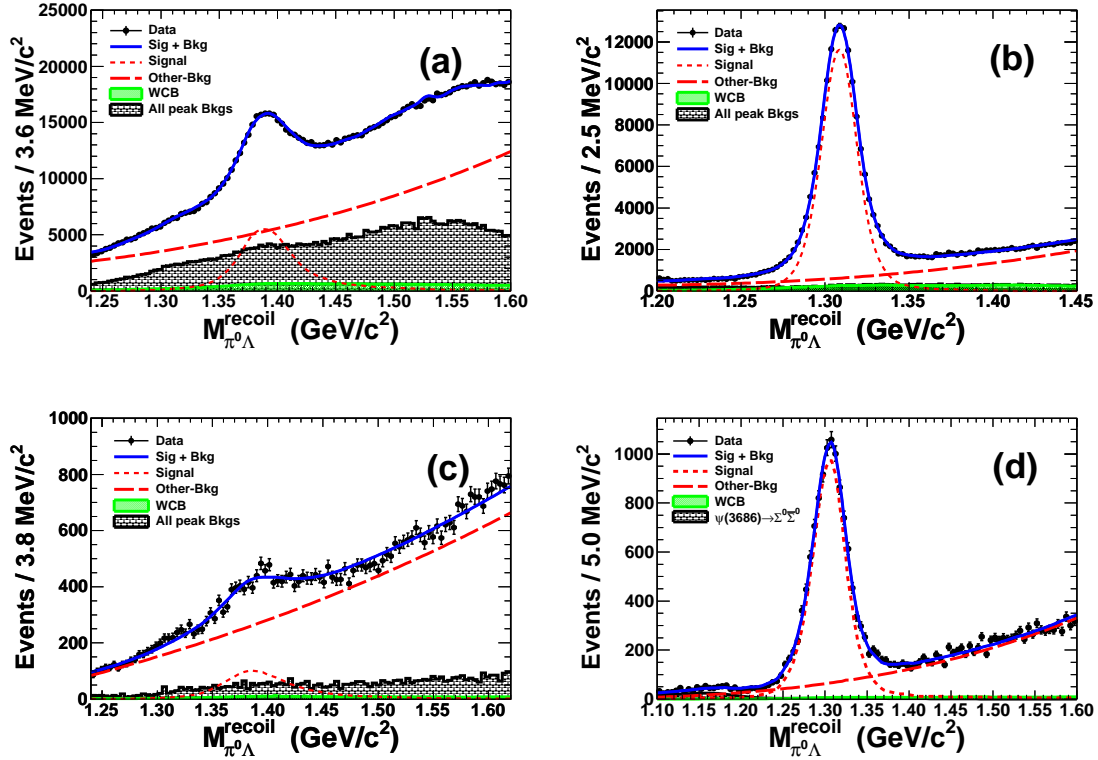 (a)
Data
Sig + Bkg
Signal
Other-Bkg
WCB
All peak Bkgs
Events / 3.6 MeV/c²
25000
20000
15000
10000
5000
0
1.25 1.30 1.35 1.40 1.45 1.50 1.55 1.60
M^recoil_π⁰Λ (GeV/c²)
(b)
Data
Sig + Bkg
Signal
Other-Bkg
WCB
All peak Bkgs
Events / 2.5 MeV/c²
12000
10000
8000
6000
4000
2000
0
1.20 1.25 1.30 1.35 1.40 1.45
M^recoil_π⁰Λ (GeV/c²)
(c)
Data
Sig + Bkg
Signal
Other-Bkg
WCB
All peak Bkgs
Events / 3.8 MeV/c²
1000
800
600
400
200
0
1.25 1.30 1.35 1.40 1.45 1.50 1.55 1.60
M^recoil_π⁰Λ (GeV/c²)
(d)
Data
Sig + Bkg
Signal
Other-Bkg
WCB
ψ(3686)→Σ⁰Σ̄⁰
Events / 5.0 MeV/c²
1000
800
600
400
200
0
1.10 1.15 1.20 1.25 1.30 1.35 1.40 1.45 1.50 1.55 1.60
M^recoil_π⁰Λ (GeV/c²)